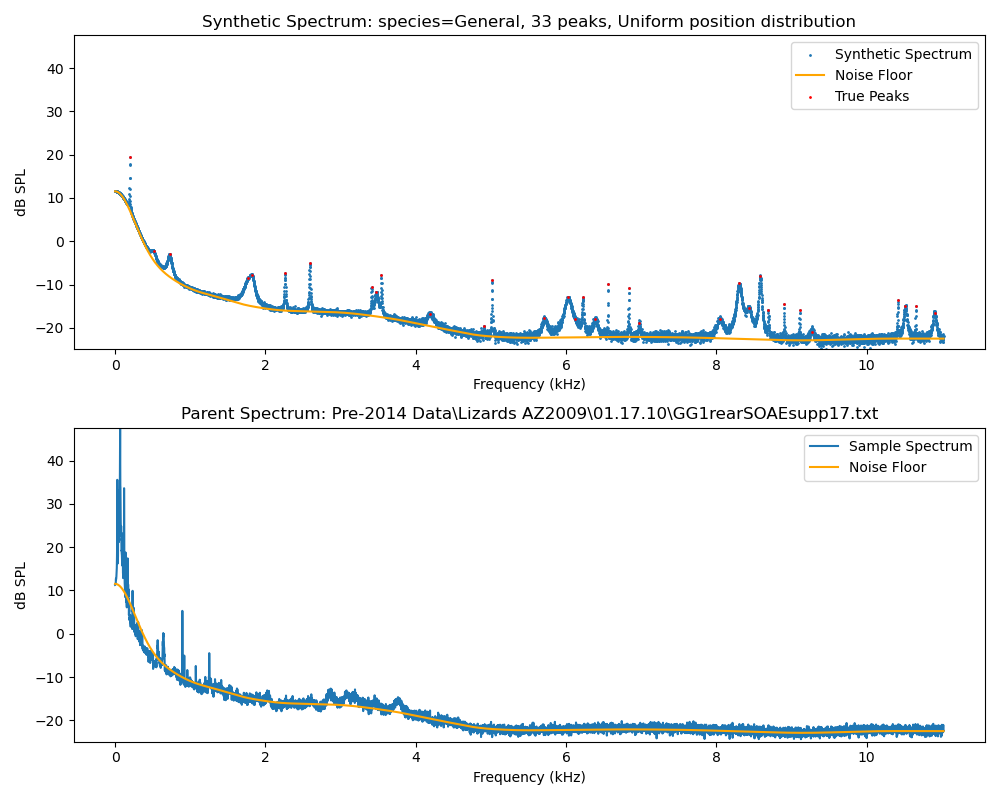 Synthetic Spectrum: species=General, 33 peaks, Uniform position distribution
Synthetic Spectrum
Noise Floor
True Peaks
dB SPL
40
30
20
10
0
−10
−20
0
2
4
6
8
10
Frequency (kHz)
Parent Spectrum: Pre-2014 Data\Lizards AZ2009\01.17.10\GG1rearSOAEsupp17.txt
Sample Spectrum
Noise Floor
dB SPL
40
30
20
10
0
−10
−20
0
2
4
6
8
10
Frequency (kHz)